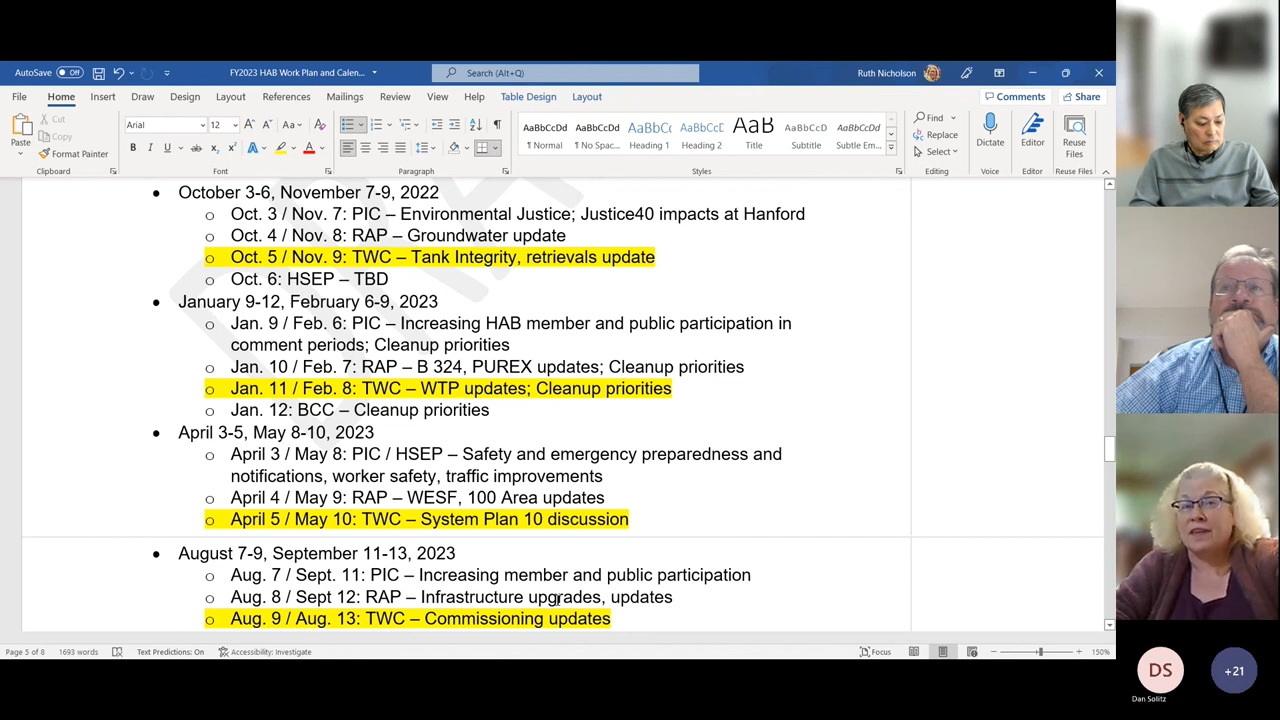 AutoSave Off
FY2023 HAB Work Plan and Calen...
Search (Alt+Q)
Ruth Nicholson
File Home Insert Draw Design Layout References Mailings Review View Help Table Design Layout
Comments Share
Paste
Cut
Copy
Format Painter
Arial 12
AaBbCcDd AaBbCcDd AaBbCc AaBbCcD AaB AaBbCcD AaBbCcDd
¶ Normal ¶ No Spac... Heading 1 Heading 2 Title Subtitle Subtle Em...
Find
Replace
Select
Dictate
Editor
Reuse Files
Clipboard Font Paragraph Styles Editing Voice Editor Reuse Files
• October 3-6, November 7-9, 2022
o Oct. 3 / Nov. 7: PIC – Environmental Justice; Justice40 impacts at Hanford
o Oct. 4 / Nov. 8: RAP – Groundwater update
o Oct. 5 / Nov. 9: TWC – Tank Integrity, retrievals update
o Oct. 6: HSEP – TBD
• January 9-12, February 6-9, 2023
o Jan. 9 / Feb. 6: PIC – Increasing HAB member and public participation in
comment periods; Cleanup priorities
o Jan. 10 / Feb. 7: RAP – B 324, PUREX updates; Cleanup priorities
o Jan. 11 / Feb. 8: TWC – WTP updates; Cleanup priorities
o Jan. 12: BCC – Cleanup priorities
• April 3-5, May 8-10, 2023
o April 3 / May 8: PIC / HSEP – Safety and emergency preparedness and
notifications, worker safety, traffic improvements
o April 4 / May 9: RAP – WESF, 100 Area updates
o April 5 / May 10: TWC – System Plan 10 discussion
• August 7-9, September 11-13, 2023
o Aug. 7 / Sept. 11: PIC – Increasing member and public participation
o Aug. 8 / Sept 12: RAP – Infrastructure upgrades, updates
o Aug. 9 / Aug. 13: TWC – Commissioning updates
Page 5 of 8 1693 words Text Predictions: On Accessibility: Investigate Focus 150%
DS
Dan Solitz
+21